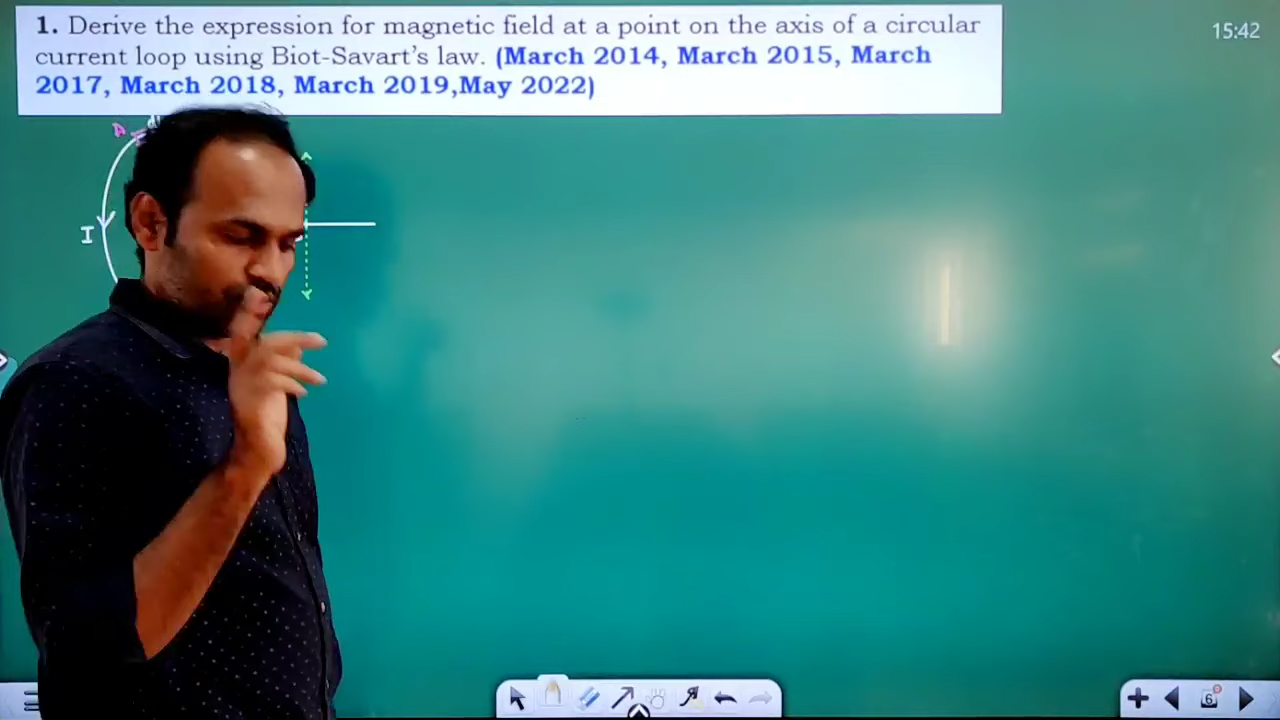 1. Derive the expression for magnetic field at a point on the axis of a circular
current loop using Biot-Savart's law. (March 2014, March 2015, March
2017, March 2018, March 2019,May 2022)
15:42
A
I
6